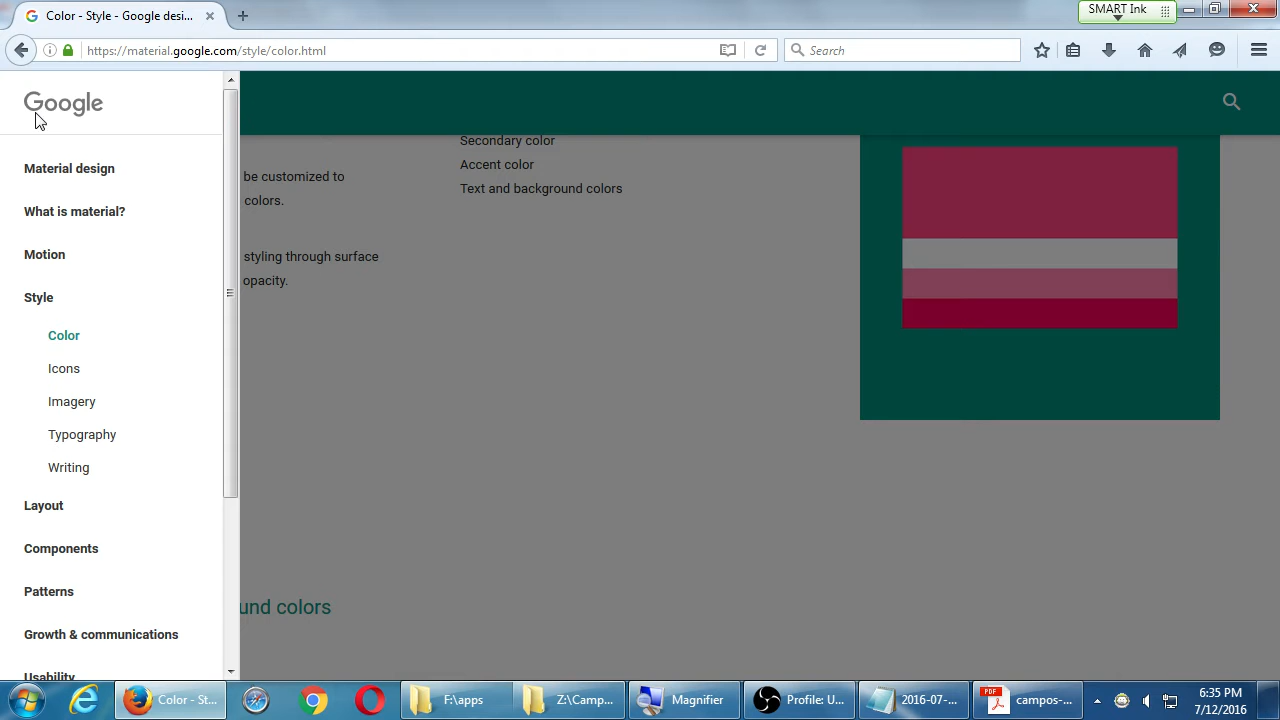 Color - Style - Google desi...
SMART Ink
https://material.google.com/style/color.html
Search
Google
Material design
What is material?
Motion
Style
Color
Icons
Imagery
Typography
Writing
Layout
Components
Patterns
Growth & communications
Usability
Secondary color
Accent color
Text and background colors
be customized to
colors.
styling through surface
opacity.
und colors
Color - St...
F:\apps
Z:\Camp...
Magnifier
Profile: U...
2016-07-...
PDF
campos-...
6:35 PM
7/12/2016